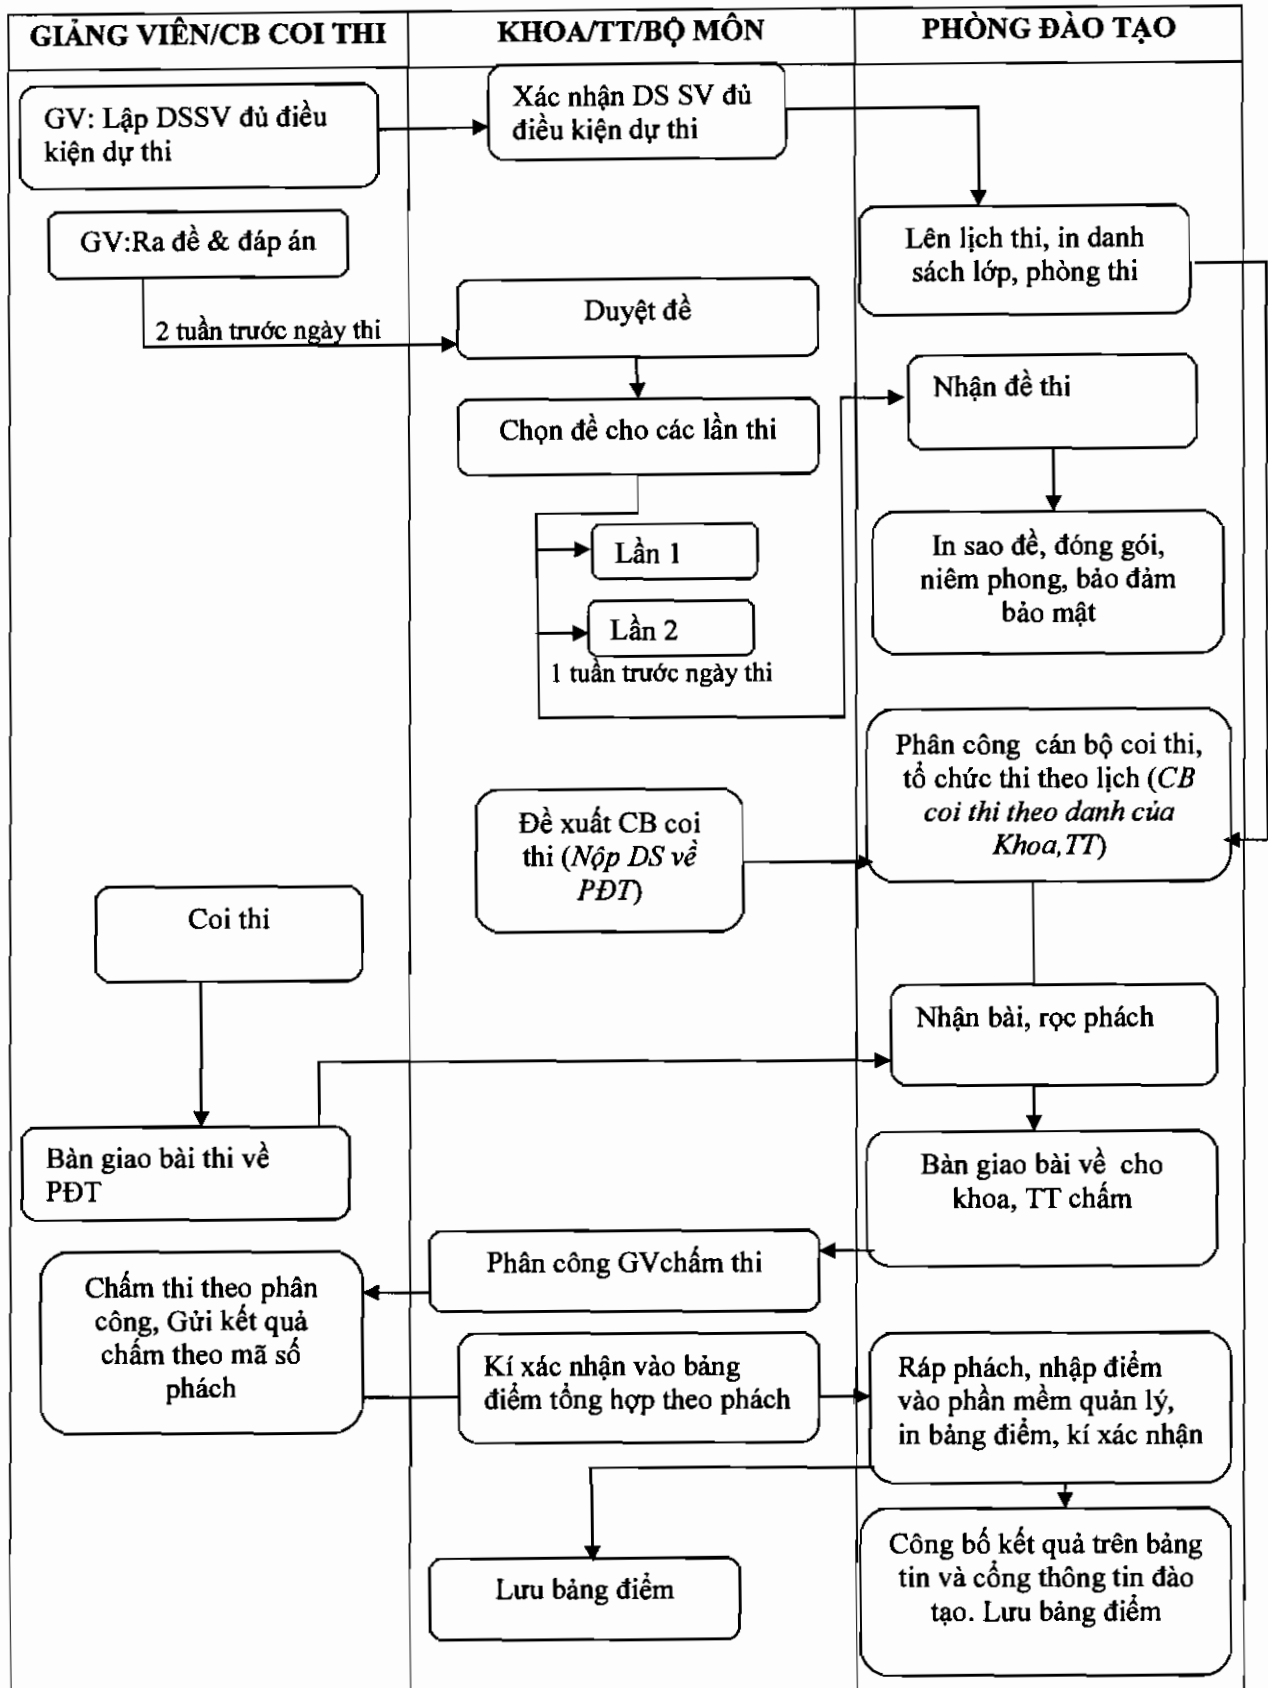 GIẢNG VIÊN/CB COI THI
KHOA/TT/BỘ MÔN
PHÒNG ĐÀO TẠO
GV: Lập DSSV đủ điều
kiện dự thi
Xác nhận DS SV đủ
điều kiện dự thi
GV:Ra đề & đáp án
Lên lịch thi, in danh
sách lớp, phòng thi
2 tuần trước ngày thi
Duyệt đề
Nhận đề thi
Chọn đề cho các lần thi
Lần 1
Lần 2
1 tuần trước ngày thi
In sao đề, đóng gói,
niêm phong, bảo đảm
bảo mật
Phân công cán bộ coi thi,
tổ chức thi theo lịch (CB
coi thi theo danh của
Khoa,TT)
Đề xuất CB coi
thi (Nộp DS về
PĐT)
Coi thi
Nhận bài, rọc phách
Bàn giao bài thi về
PĐT
Bàn giao bài về cho
khoa, TT chấm
Phân công GVchấm thi
Chấm thi theo phân
công, Gửi kết quả
chấm theo mã số
phách
Kí xác nhận vào bảng
điểm tổng hợp theo phách
Ráp phách, nhập điểm
vào phần mềm quản lý,
in bảng điểm, kí xác nhận
Lưu bảng điểm
Công bố kết quả trên bảng
tin và cổng thông tin đào
tạo. Lưu bảng điểm